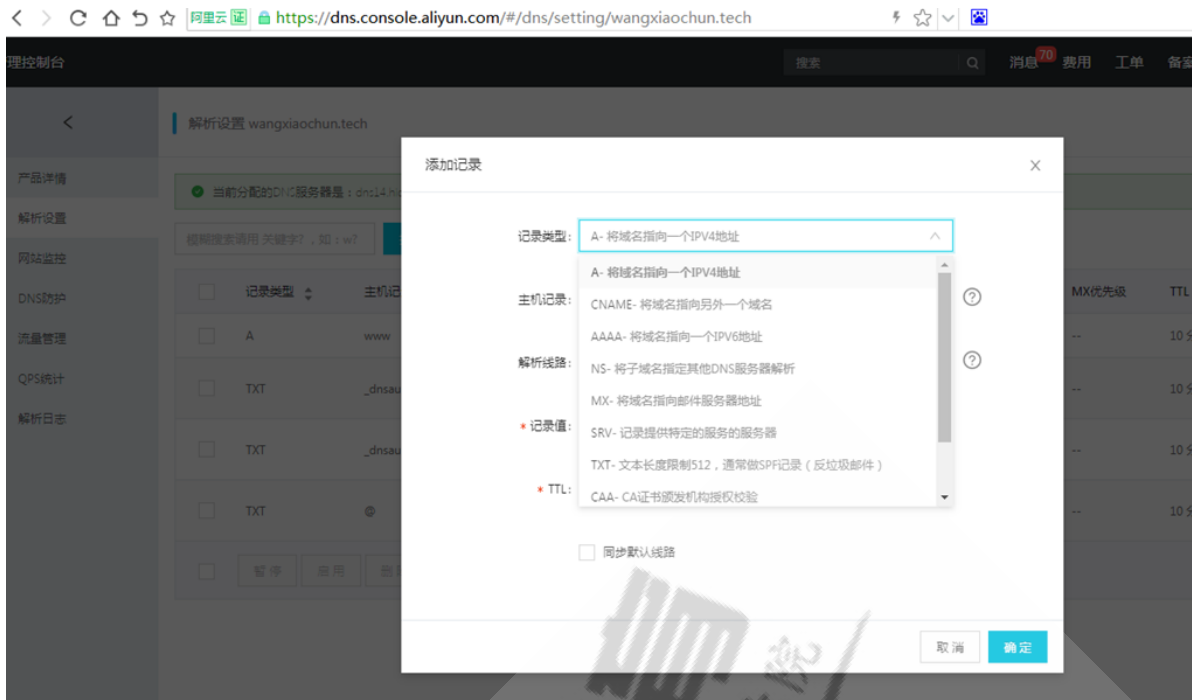 阿里云 证 https://dns.console.aliyun.com/#/dns/setting/wangxiaochun.tech
理控制台 搜索 消息 70 费用 工单
解析设置 wangxiaochun.tech
添加记录
产品详情
当前分配的DNS服务器是:
解析设置
记录类型: A- 将域名指向一个IPV4地址
模糊搜索请用 关键字?,如:w?
网站监控
A- 将域名指向一个IPV4地址
记录类型 主机记 MX优先级 TTL
DNS防护
主机记录: CNAME- 将域名指向另外一个域名
流量管理
A www AAAA- 将域名指向一个IPV6地址 -- 10
解析线路: NS- 将子域名指定其他DNS服务器解析
QPS统计
TXT _dnsau -- 10
MX- 将域名指向邮件服务器地址
解析日志
* 记录值: SRV- 记录提供特定的服务的服务器
TXT _dnsau -- 10
TXT- 文本长度限制512,通常做SPF记录(反垃圾邮件)
* TTL: CAA- CA证书颁发机构授权校验
TXT @ -- 10
同步默认线路
暂停 启用
取消 确定